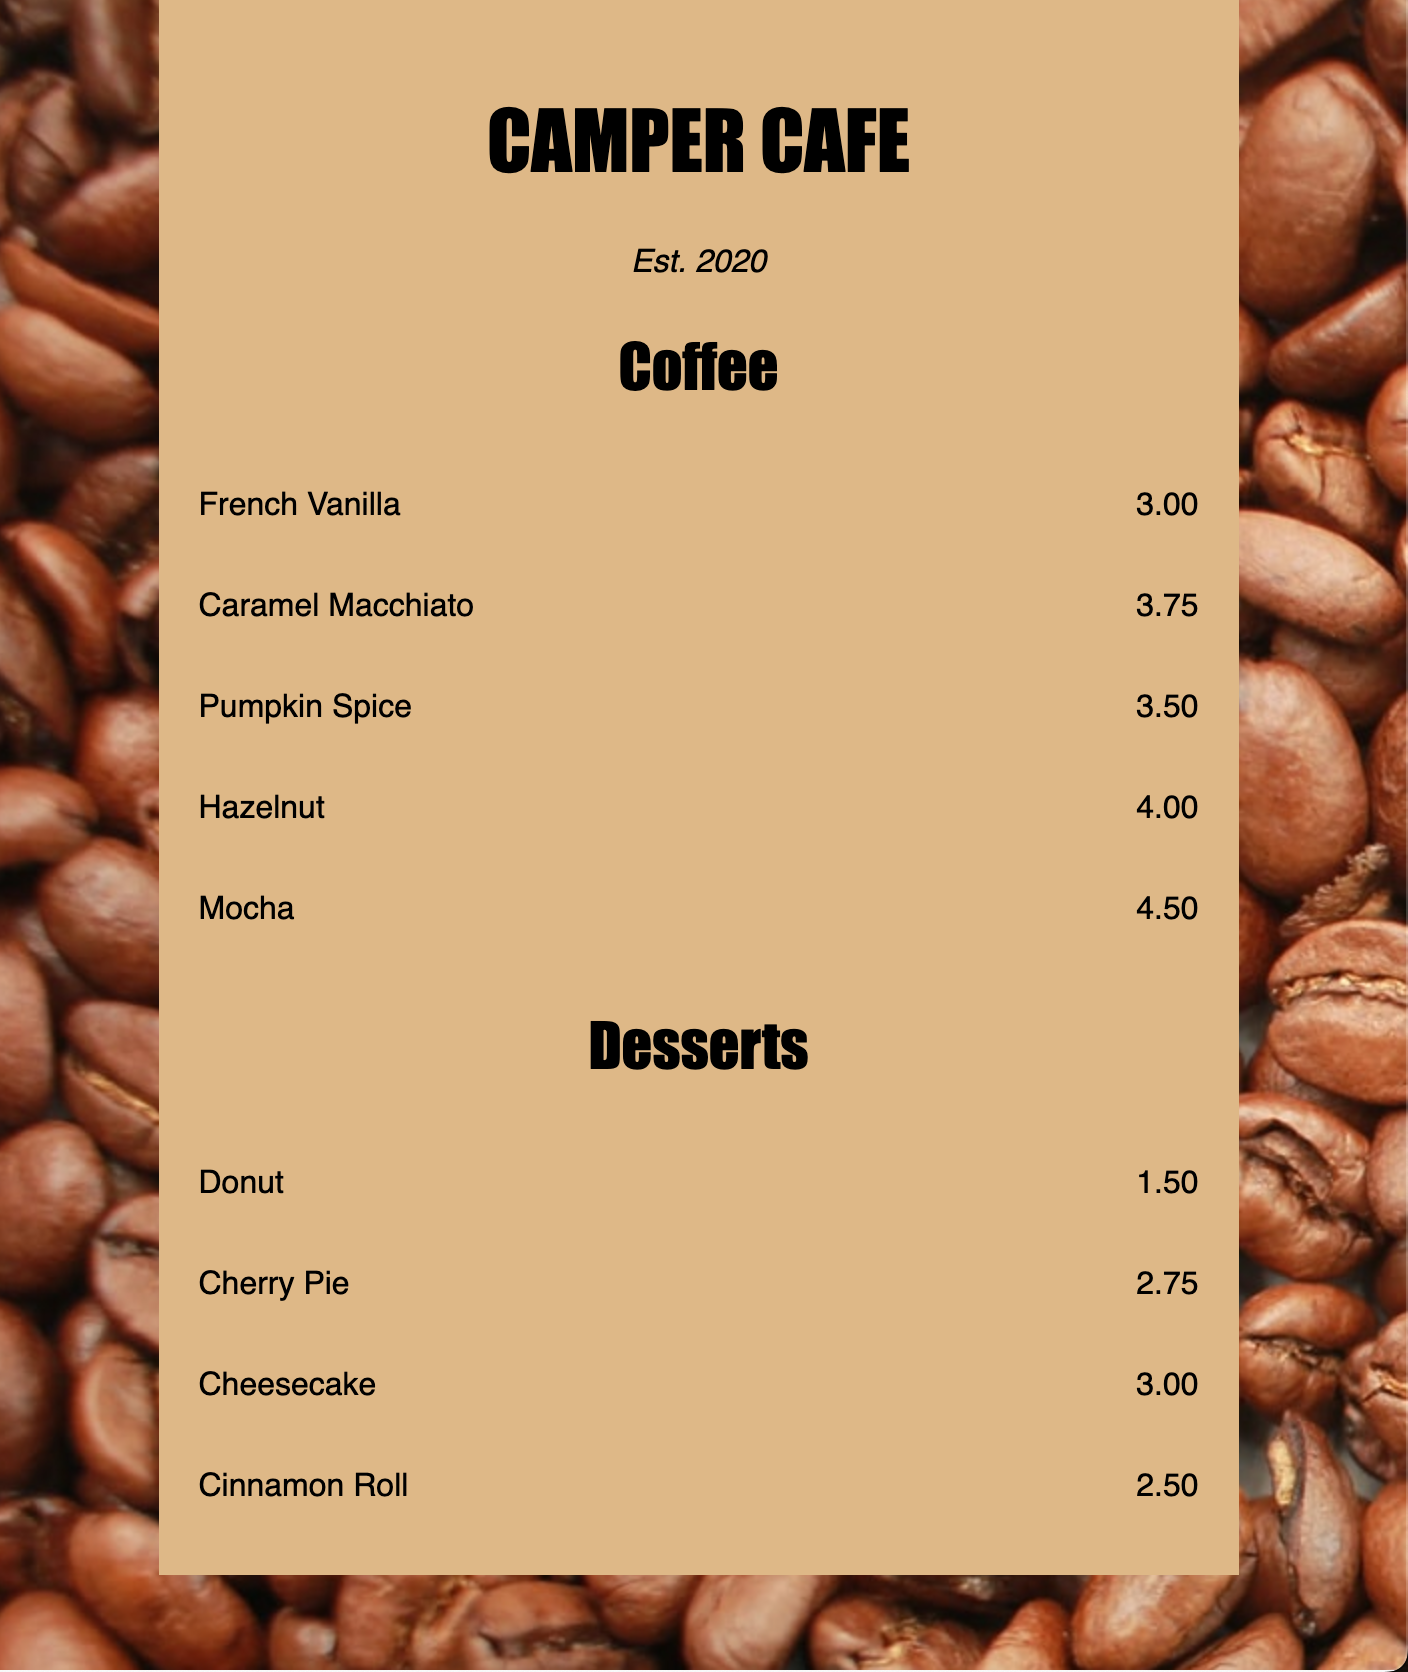 CAMPER CAFE
Est. 2020
Coffee
French Vanilla 3.00
Caramel Macchiato 3.75
Pumpkin Spice 3.50
Hazelnut 4.00
Mocha 4.50
Desserts
Donut 1.50
Cherry Pie 2.75
Cheesecake 3.00
Cinnamon Roll 2.50